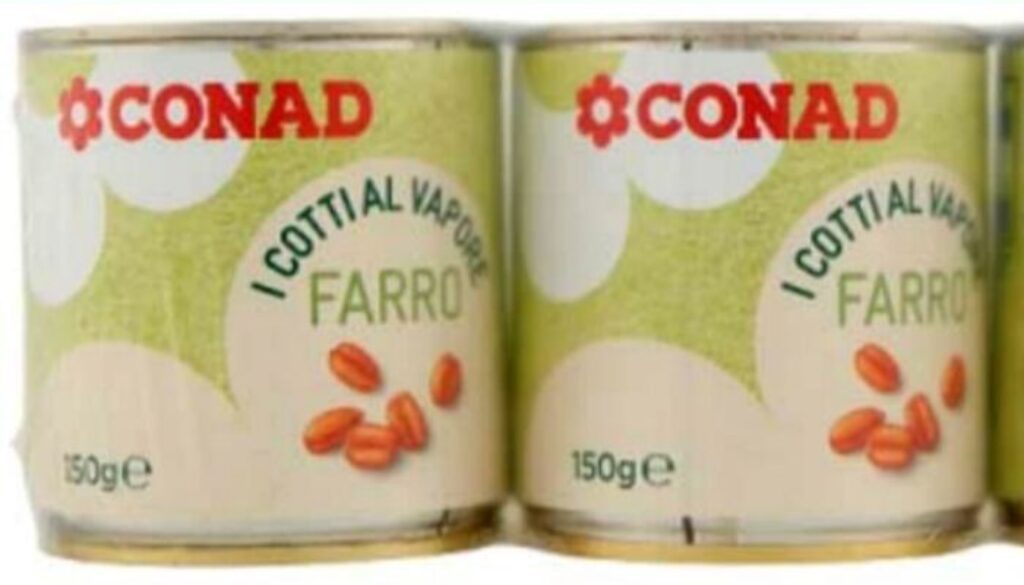 CONAD
I COTTI AL VAPORE
FARRO
150g℮
CONAD
I COTTI AL VAPORE
FARRO
150g℮